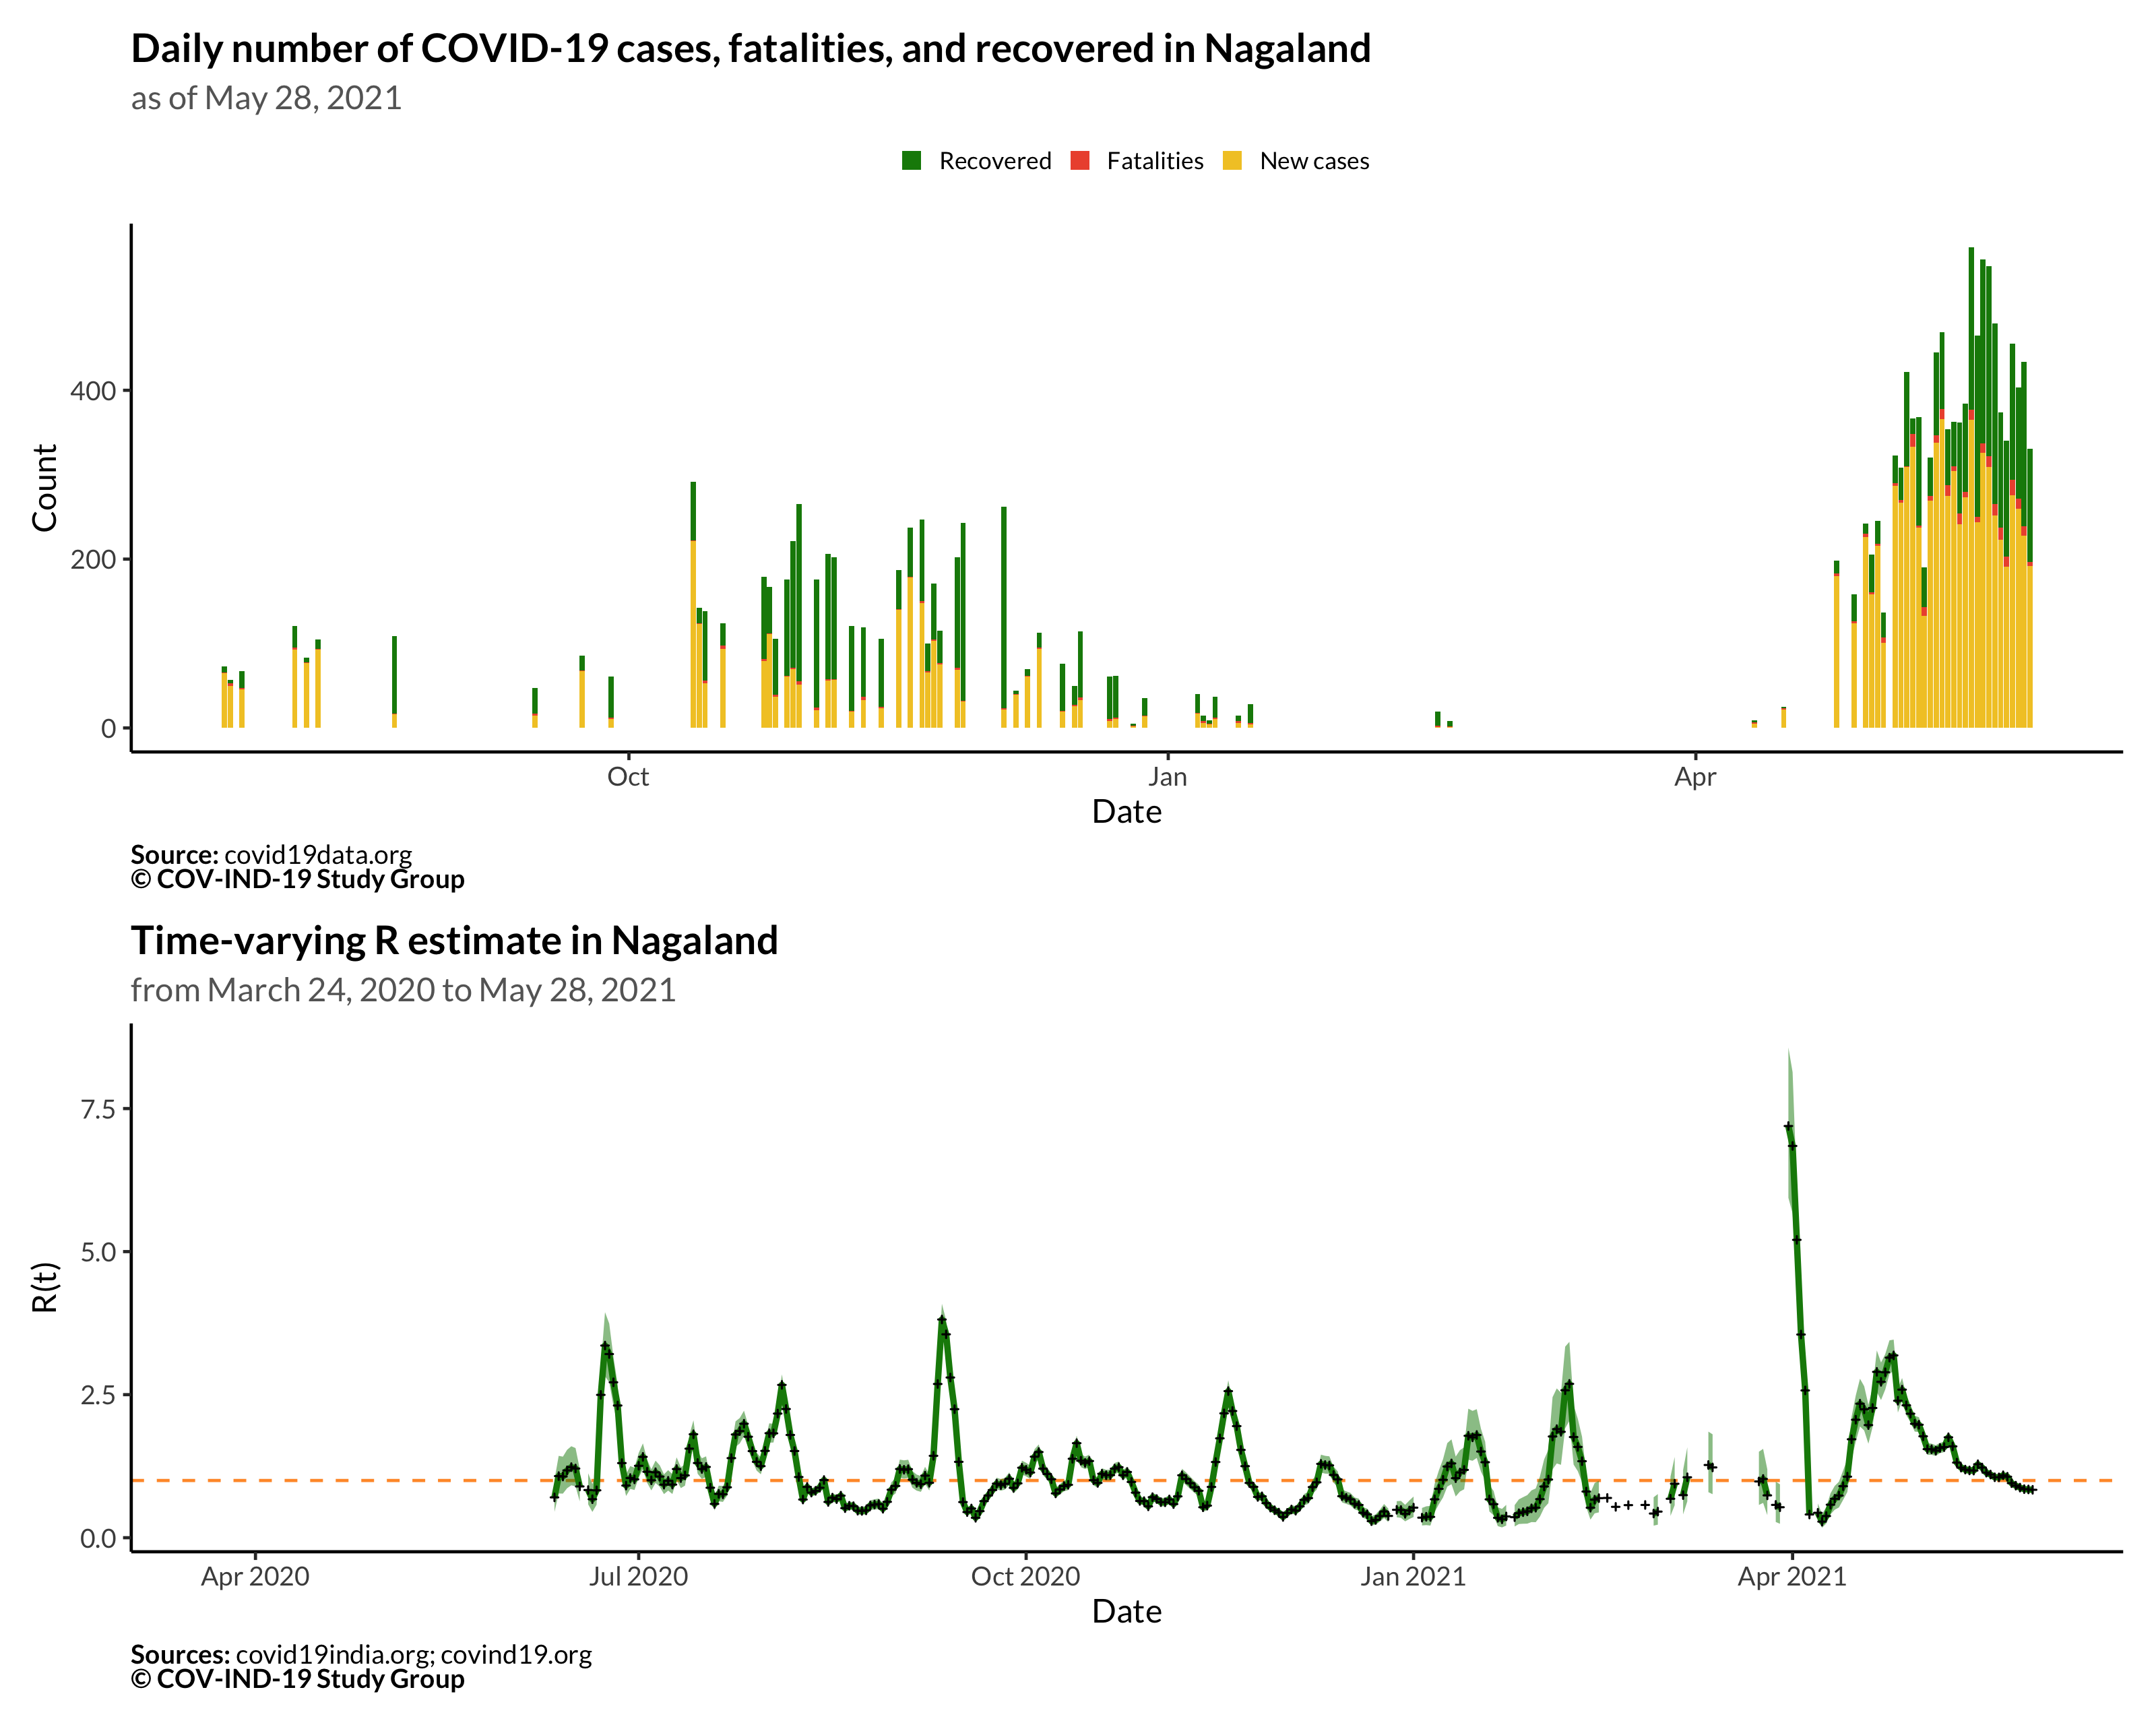 Daily number of COVID-19 cases, fatalities, and recovered in Nagaland
as of May 28, 2021
Recovered Fatalities New cases
Count
400
200
0
Oct Jan Apr
Date
Source: covid19data.org
© COV-IND-19 Study Group
Time-varying R estimate in Nagaland
from March 24, 2020 to May 28, 2021
R(t)
7.5
5.0
2.5
0.0
Apr 2020 Jul 2020 Oct 2020 Jan 2021 Apr 2021
Date
Sources: covid19india.org; covind19.org
© COV-IND-19 Study Group